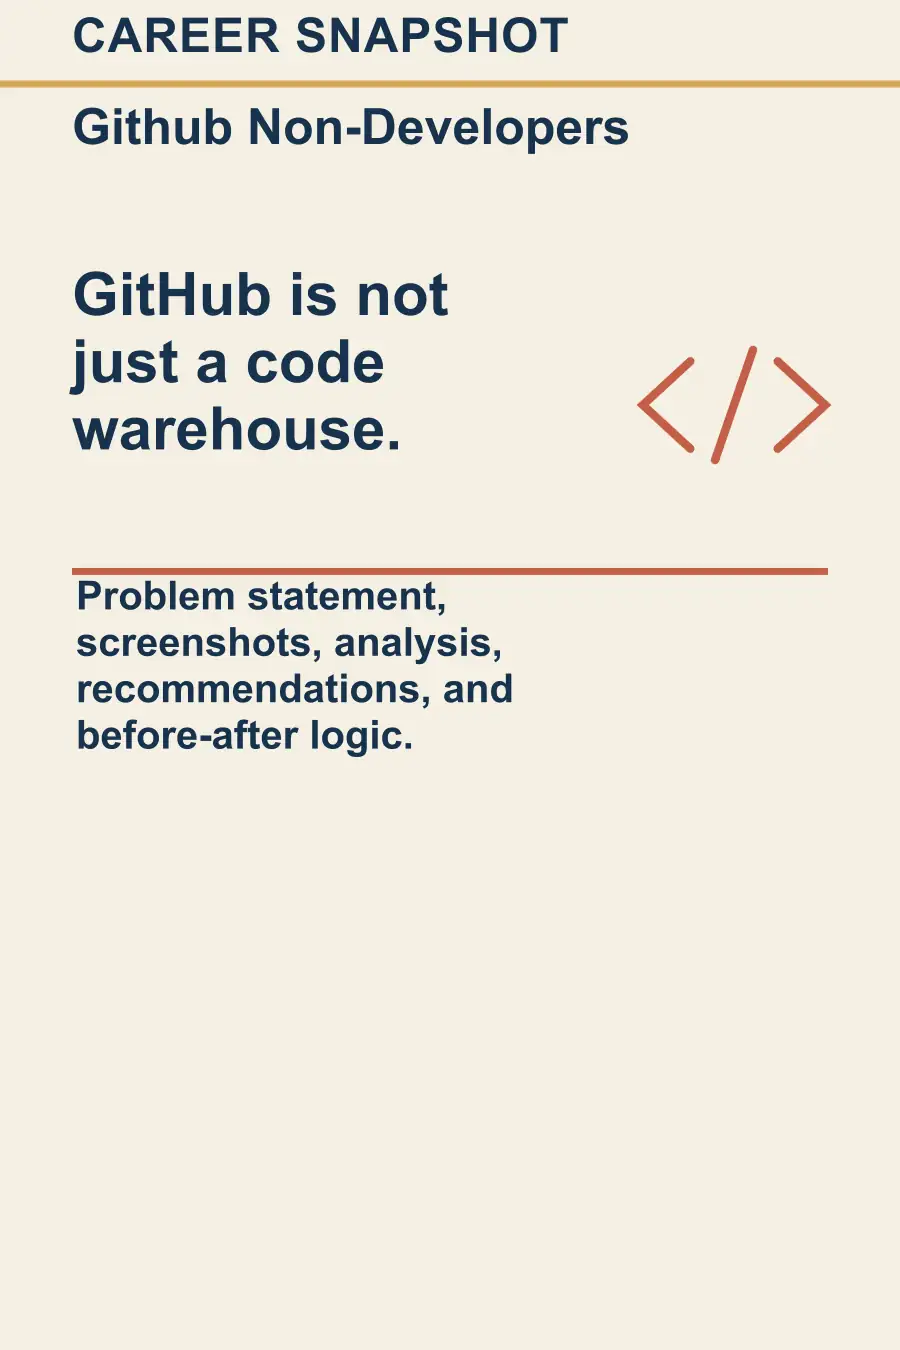 CAREER SNAPSHOT
Github Non-Developers
GitHub is not
just a code
warehouse.
</>
Problem statement,
screenshots, analysis,
recommendations, and
before-after logic.